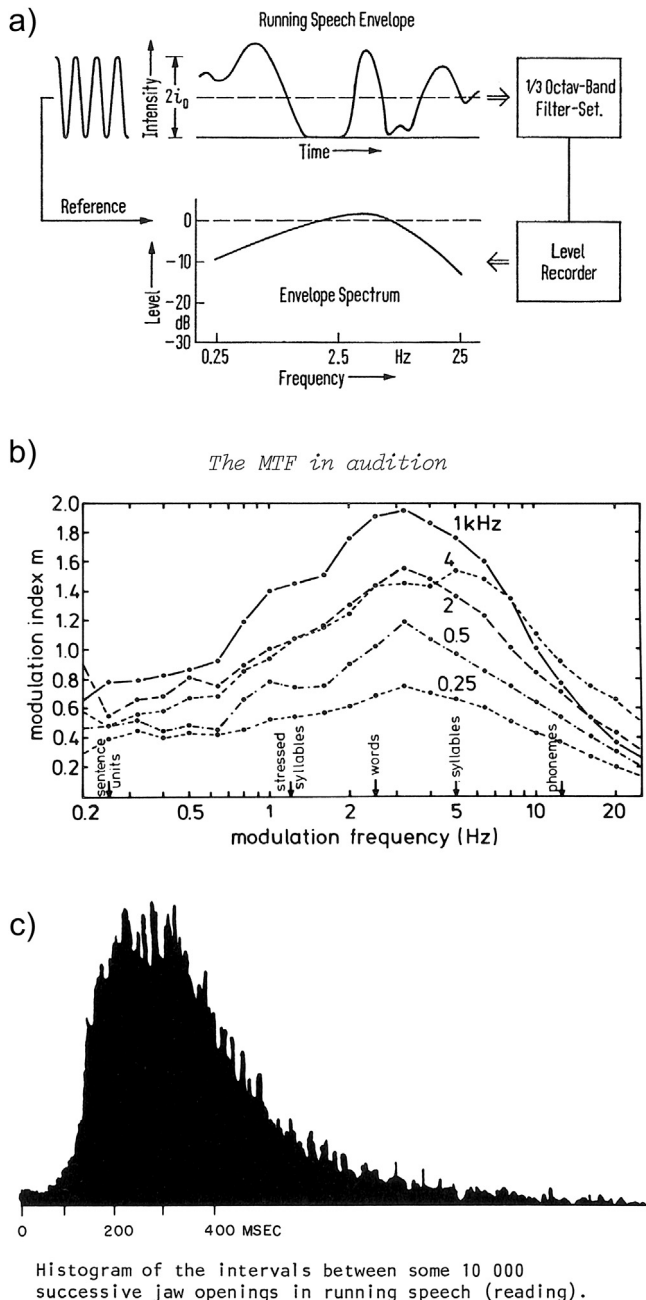 a)
Running Speech Envelope
Intensity
2i₀
Time
1/3 Octav-Band
Filter-Set.
Reference
Level
Recorder
Level
0
-10
-20
dB
-30
Envelope Spectrum
0.25 2.5 Hz 25
Frequency
b)
The MTF in audition
modulation index m
2.0
1.8
1.6
1.4
1.2
1.0
0.8
0.6
0.4
0.2
1kHz
4
2
0.5
0.25
sentence
units
stressed
syllables
words
syllables
phonemes
0.2 0.5 1 2 5 10 20
modulation frequency (Hz)
c)
0 200 400 MSEC
Histogram of the intervals between some 10 000
successive jaw openings in running speech (reading).